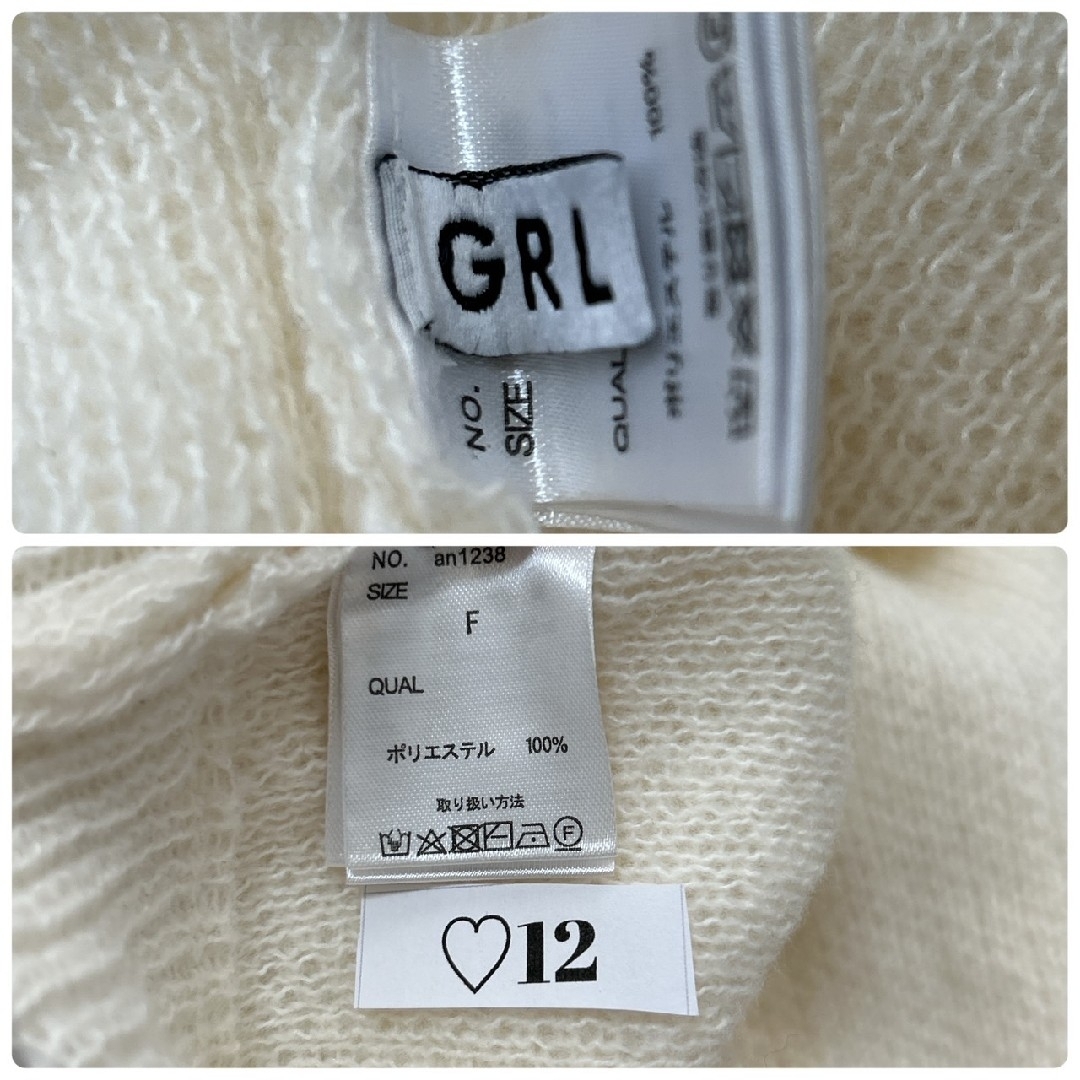 GRL
NO.
SIZE
QUAL
ポリエステル 100%
NO. an1238
SIZE
F
QUAL
ポリエステル 100%
取り扱い方法
F
♡12